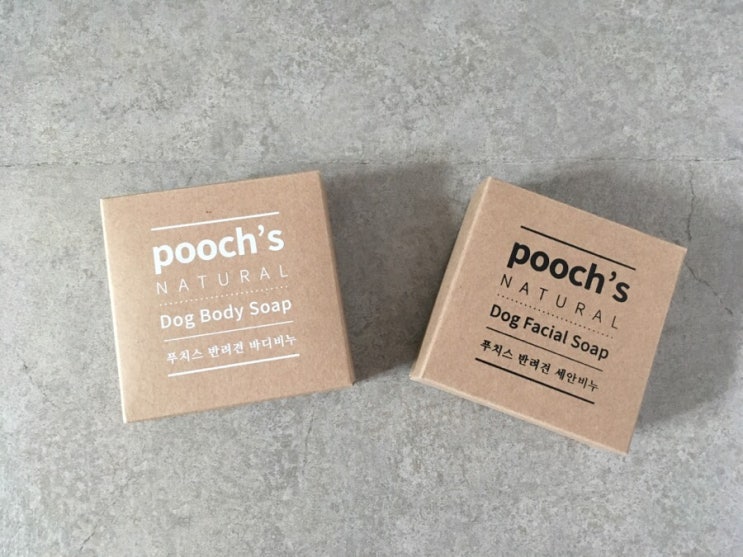 pooch's
NATURAL
Dog Body Soap
푸치스 반려견 바디비누
pooch's
NATURAL
Dog Facial Soap
푸치스 반려견 세안비누